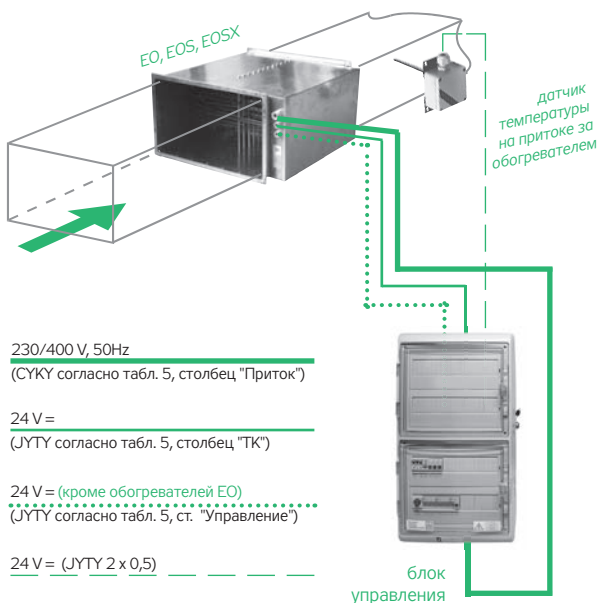 EO, EOS, EOSX
датчик
температуры
на притоке за
обогревателем
230/400 V, 50Hz
(CYKY согласно табл. 5, столбец "Приток")
24 V =
(JYTY согласно табл. 5, столбец "ТК")
24 V = (кроме обогревателей EO)
(JYTY согласно табл. 5, ст. "Управление")
24 V = (JYTY 2 x 0,5)
блок
управления